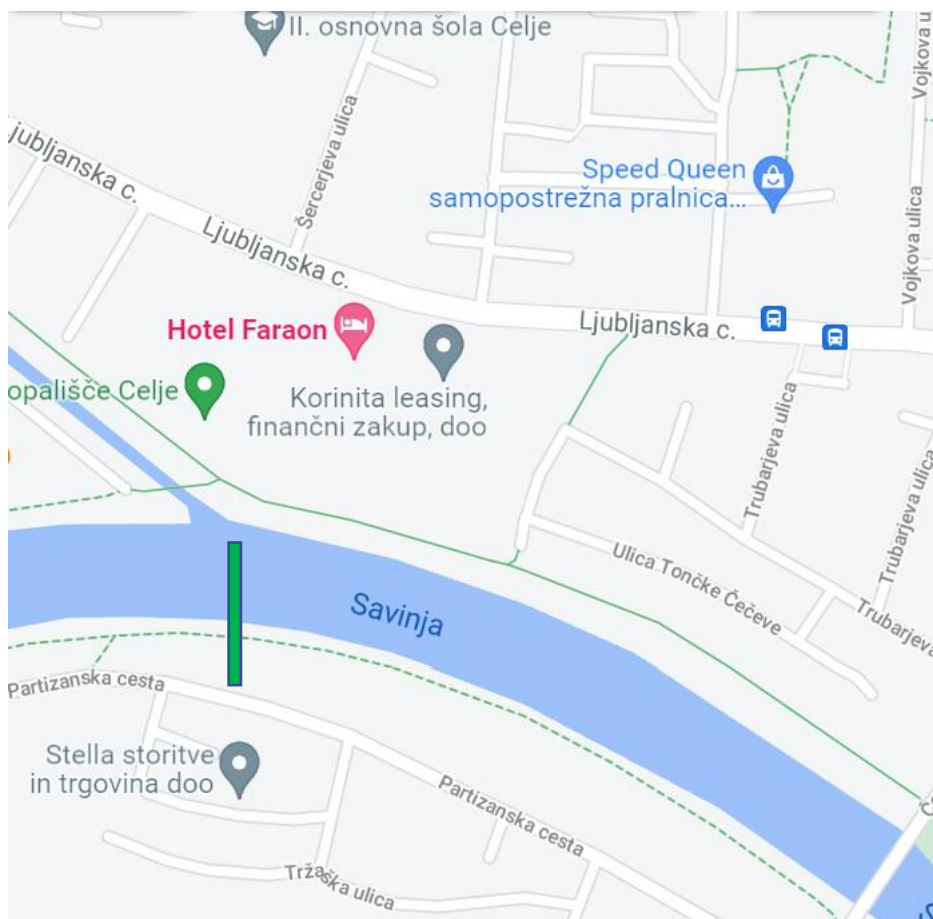 II. osnovna šola Celje
Vojkova u
Šercerjeva ulica
jubljanska c.
Speed Queen
samopostrežna pralnica...
Ljubljanska c.
Vojkova ulica
Hotel Faraon
Ljubljanska c.
opališče Celje
Korinita leasing,
finančni zakup, doo
Trubarjeva ulica
Trubarjeva ulica
Ulica Tončke Čečeve
Savinja
Trubarjeva
Partizanska cesta
Stella storitve
in trgovina doo
Partizanska cesta
Tržaška ulica